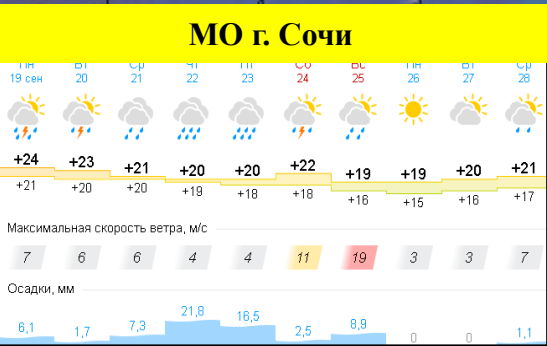 МО г. Сочи
Пн Вт Ср Чт Пт Сб Вс Пн Вт Ср
19 сен 20 21 22 23 24 25 26 27 28
+24 +23 +21 +20 +20 +22 +19 +19 +20 +21
+21 +20 +20 +19 +18 +18 +16 +15 +16 +17
Максимальная скорость ветра, м/с
7 6 6 4 4 11 19 3 3 7
Осадки, мм
6,1 1,7 7,3 21,8 16,5 2,5 8,9 0 0 1,1